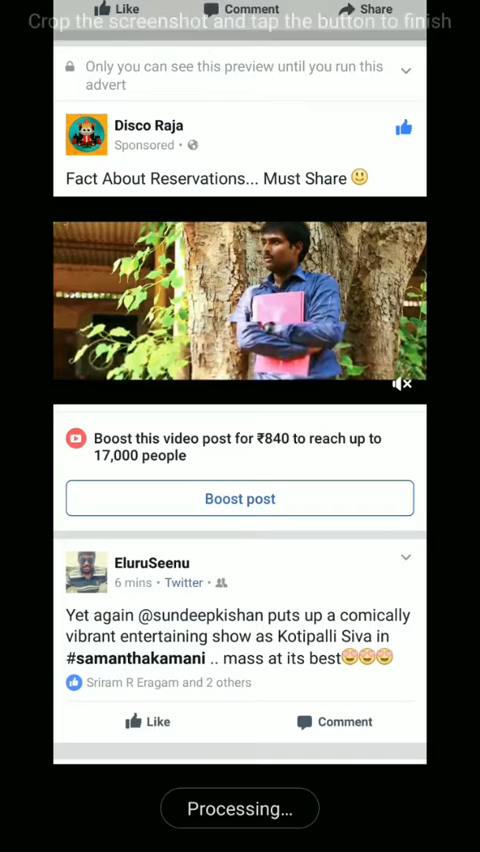 Like Comment Share
Crop the screenshot and tap the button to finish
Only you can see this preview until you run this
advert
Disco Raja
Sponsored ·
Fact About Reservations... Must Share 😃
Boost this video post for ₹840 to reach up to
17,000 people
Boost post
EluruSeenu
6 mins · Twitter ·
Yet again @sundeepkishan puts up a comically
vibrant entertaining show as Kotipalli Siva in
#samanthakamani .. mass at its best😍😍😍
Sriram R Eragam and 2 others
Like Comment
Processing...